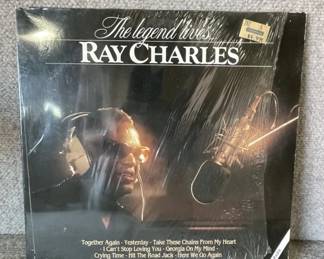 The legend lives
RAY CHARLES
Together Again - Yesterday - Take These Chains From My Heart
- I Can't Stop Loving You - Georgia On My Mind -
Crying Time - Hit The Road Jack - Here We Go Again